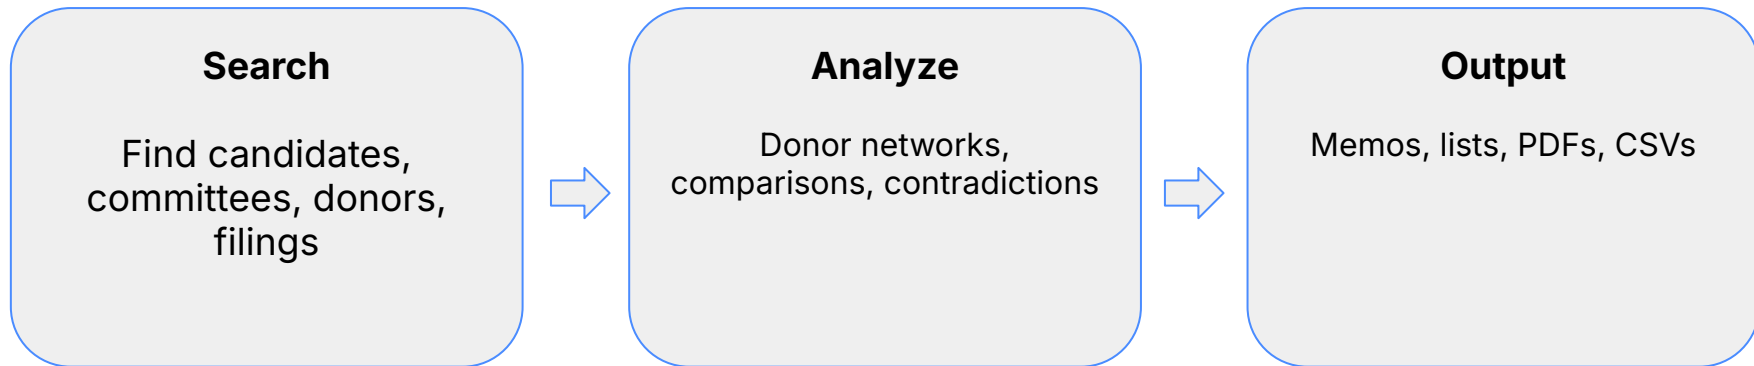 Search
Find candidates,
committees, donors,
filings
Analyze
Donor networks,
comparisons, contradictions
Output
Memos, lists, PDFs, CSVs